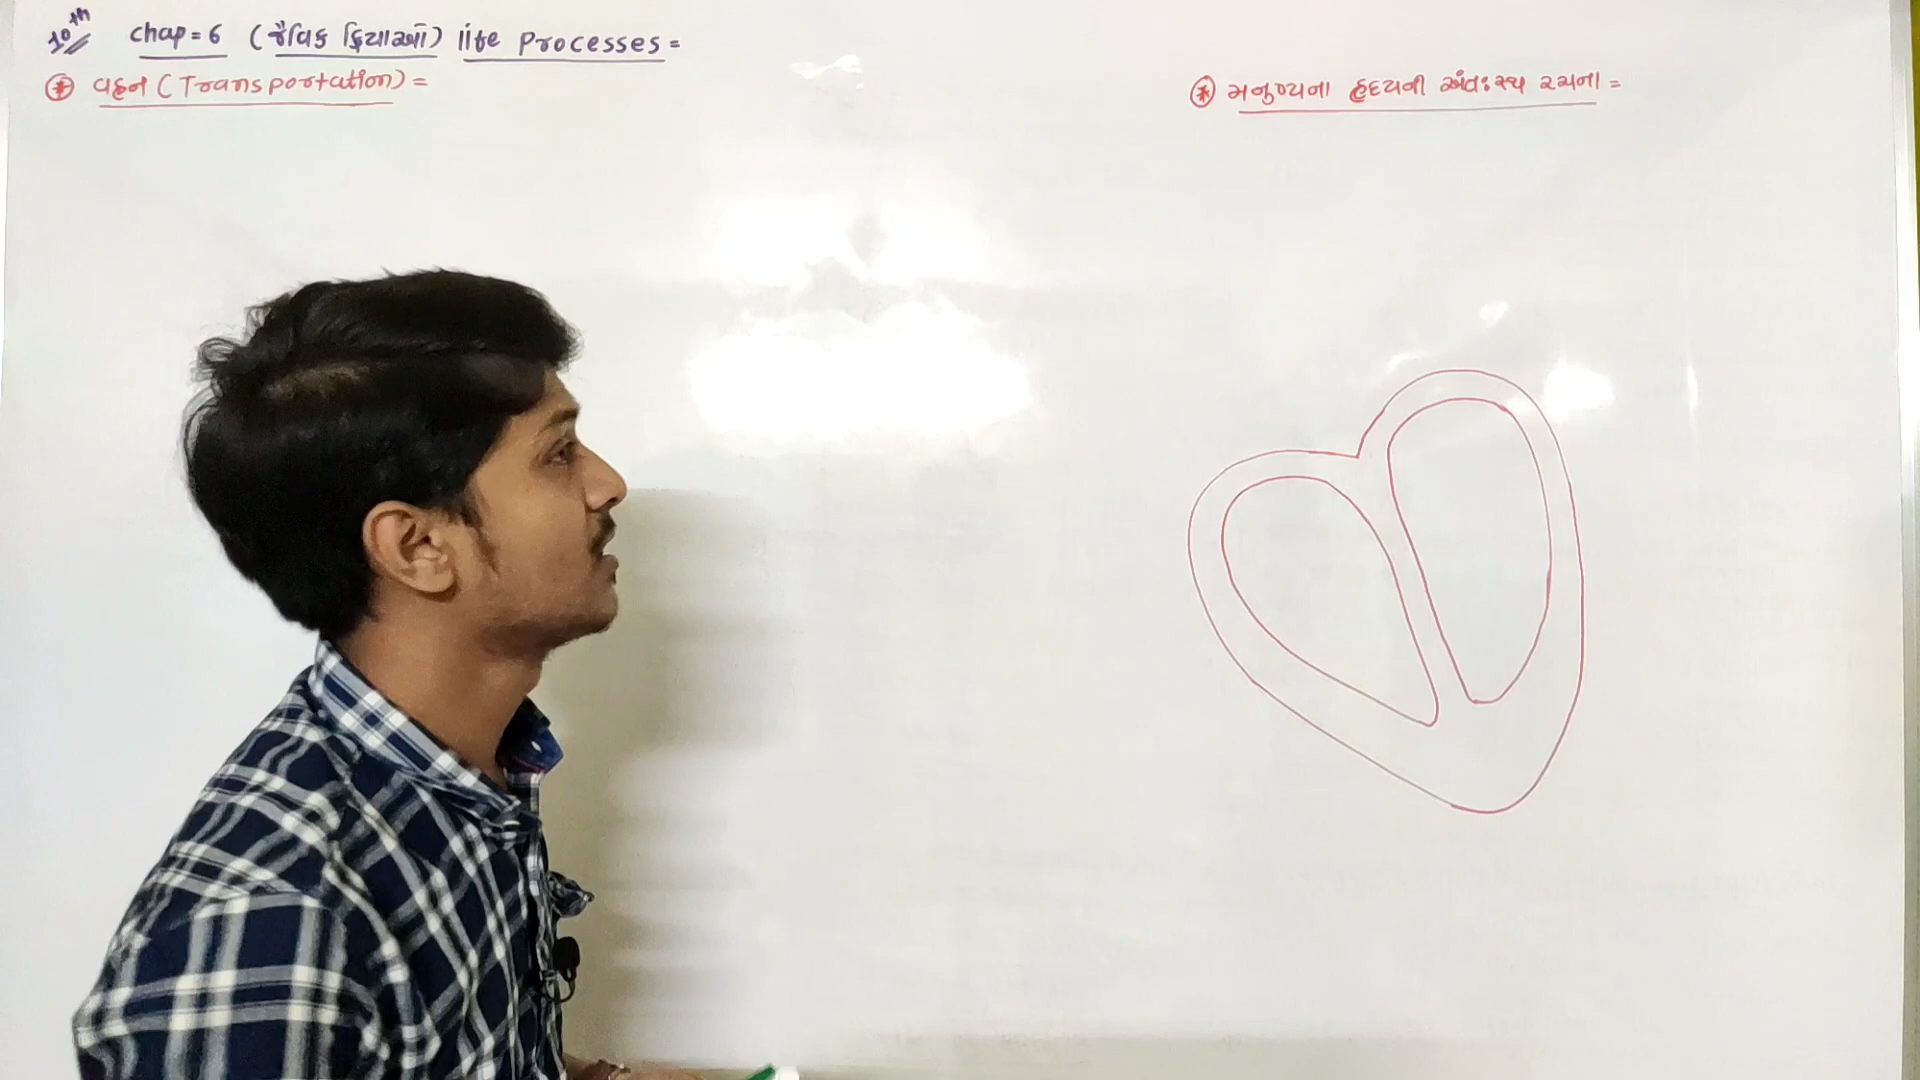 10th Chap = 6 (જૈવિક ક્રિયાઓ) life Processes =
* વહન (Transportation) =
* મનુષ્યના હૃદયની અંતઃસ્થ રચના =